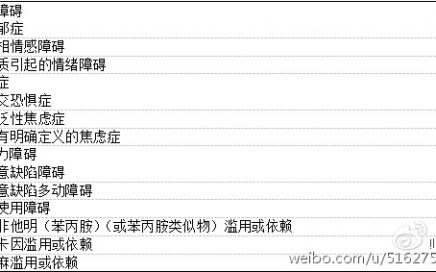 障碍
郁症
相情感障碍
质引起的情绪障碍
症
交恐惧症
泛性焦虑症
有明确定义的焦虑症
力障碍
意缺陷障碍
意缺陷多动障碍
使用障碍
非他明（苯丙胺）（或苯丙胺类似物）滥用或依赖
卡因滥用或依赖
麻滥用或依赖
weibo.com/u/516275